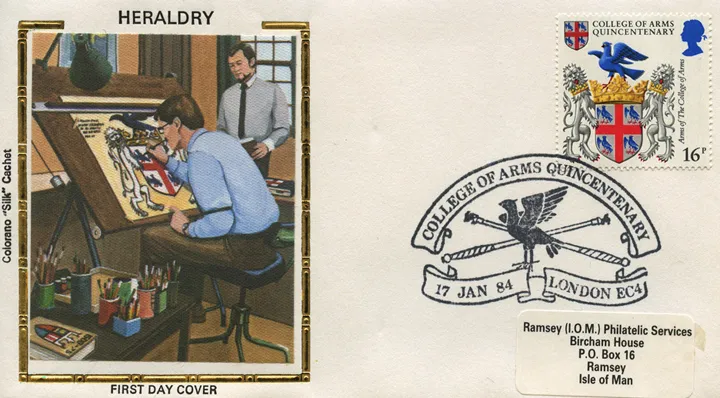 HERALDRY
Colorano "Silk" Cachet
FIRST DAY COVER
COLLEGE OF ARMS
QUINCENTENARY
Arms of The College of Arms
16P
COLLEGE OF ARMS QUINCENTENARY
17 JAN 84 LONDON EC4
Ramsey (I.O.M.) Philatelic Services
Bircham House
P.O. Box 16
Ramsey
Isle of Man